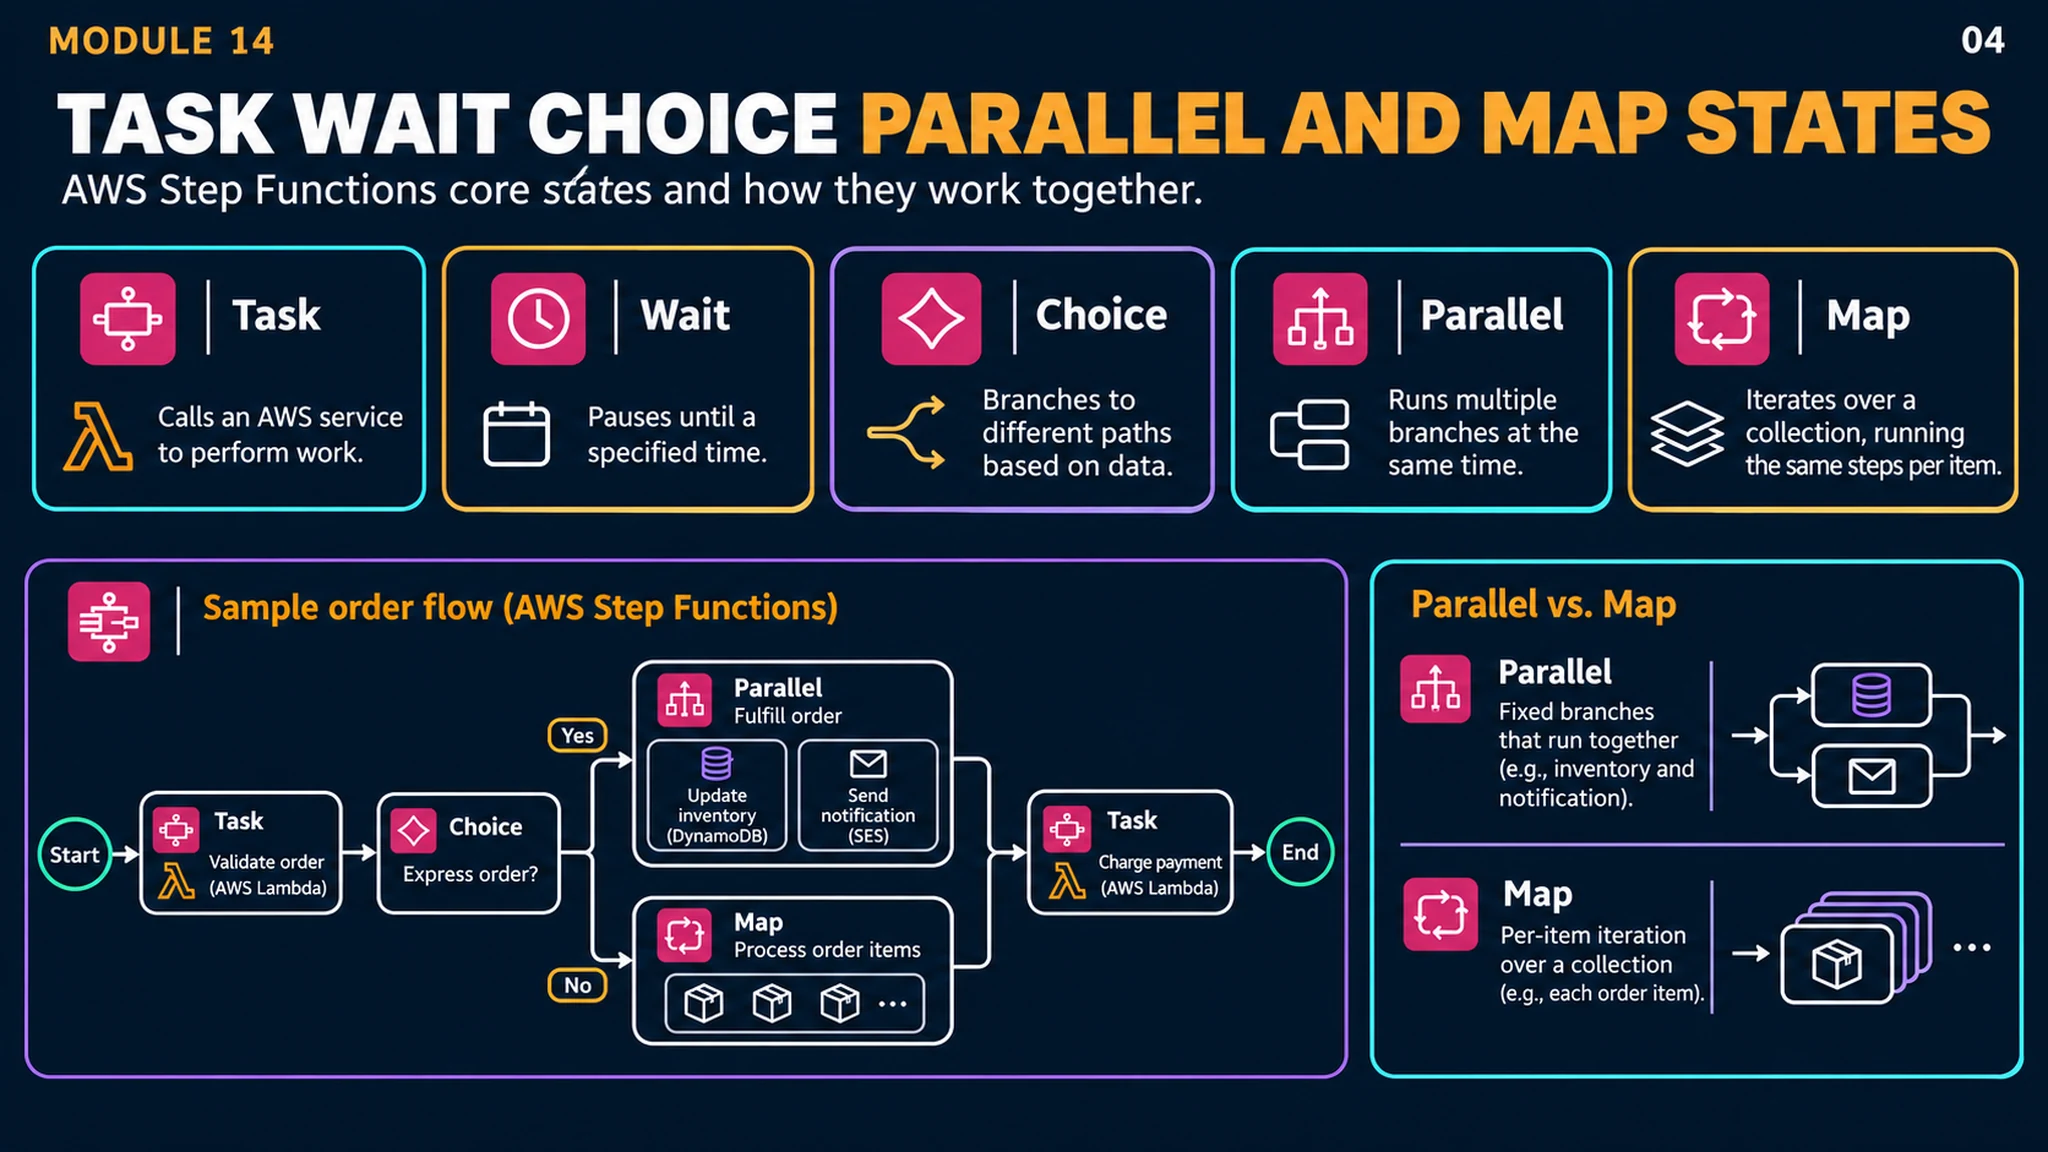 MODULE 14
04
TASK WAIT CHOICE PARALLEL AND MAP STATES
AWS Step Functions core states and how they work together.
Task
Calls an AWS service
to perform work.
Wait
Pauses until a
specified time.
Choice
Branches to
different paths
based on data.
Parallel
Runs multiple
branches at the
same time.
Map
Iterates over a
collection, running
the same steps per item.
Sample order flow (AWS Step Functions)
Start
Task
Validate order
(AWS Lambda)
Choice
Express order?
Yes
No
Parallel
Fulfill order
Update
inventory
(DynamoDB)
Send
notification
(SES)
Map
Process order items
...
Task
Charge payment
(AWS Lambda)
End
Parallel vs. Map
Parallel
Fixed branches
that run together
(e.g., inventory and
notification).
Map
Per-item iteration
over a collection
(e.g., each order item).
...